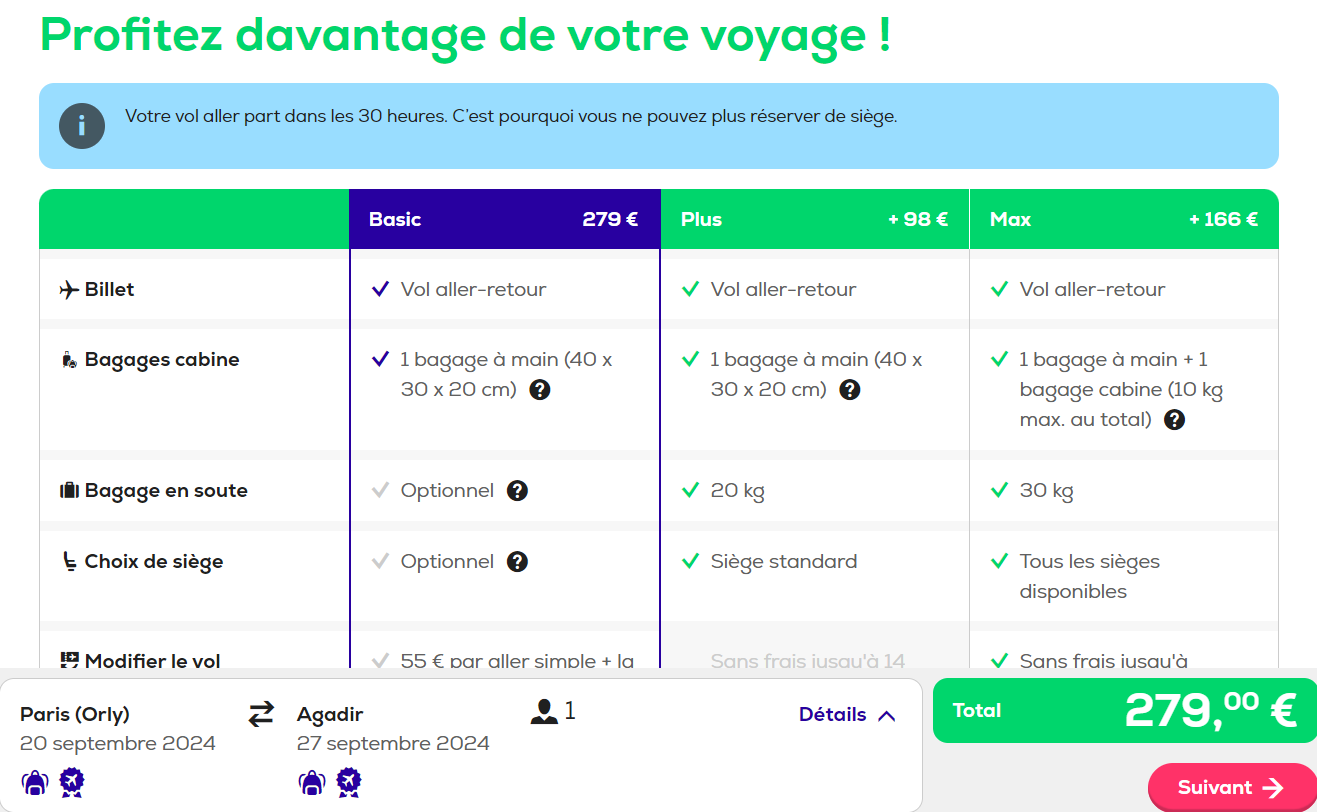 Profitez davantage de votre voyage !
i
Votre vol aller part dans les 30 heures. C'est pourquoi vous ne pouvez plus réserver de siège.
Basic 279 € Plus + 98 € Max + 166 €
Billet Vol aller-retour Vol aller-retour Vol aller-retour
Bagages cabine 1 bagage à main (40 x 1 bagage à main (40 x 1 bagage à main + 1
30 x 20 cm) ? 30 x 20 cm) ? bagage cabine (10 kg
max. au total) ?
Bagage en soute Optionnel ? 20 kg 30 kg
Choix de siège Optionnel ? Siège standard Tous les sièges
disponibles
Modifier le vol 55 € par aller simple + la Sans frais jusqu'à 14 Sans frais jusqu'à
Paris (Orly) Agadir 1 Détails Total 279,00 €
20 septembre 2024 27 septembre 2024
Suivant